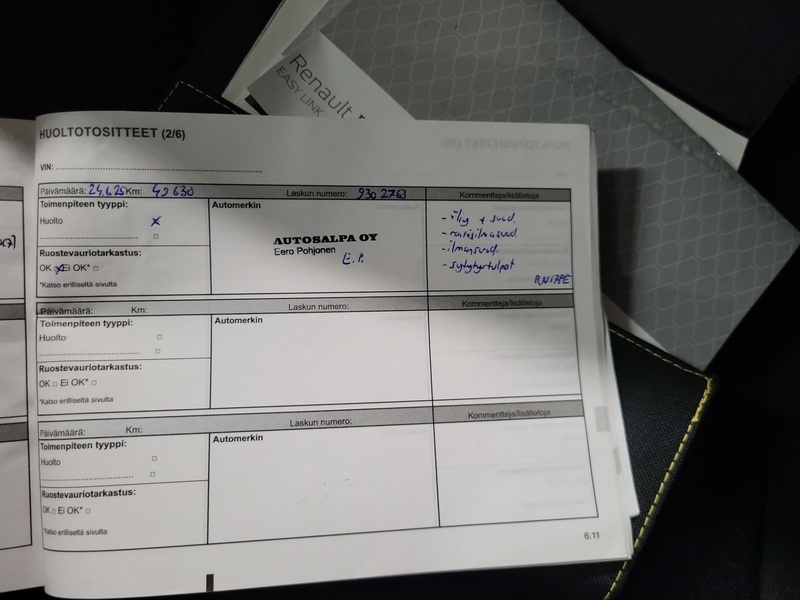 Renault
EASY LINK
HUOLTOTOSITTEET (2/6)
VIN:
Päivämäärä: 24.6.25 Km: 49630 Laskun numero: 930 2763 Kommentteja/lisätietoja
Toimenpiteen tyyppi: Automerkin
Huolto X
AUTOSALPA OY
Eero Pohjonen
E.P.
- öljy + suod.
- raitisilmasuod.
- ilmansuod.
- sytytystulpat
Ruostevauriotarkastus:
OK X Ei OK* □
*Katso erilliseltä sivulta
Päivämäärä: Km: Laskun numero: Kommentteja/lisätietoja
Toimenpiteen tyyppi: Automerkin
Huolto □
□
Ruostevauriotarkastus:
OK □ Ei OK* □
*Katso erilliseltä sivulta
Päivämäärä: Km: Laskun numero: Kommentteja/lisätietoja
Toimenpiteen tyyppi: Automerkin
Huolto □
□
Ruostevauriotarkastus:
OK □ Ei OK* □
*Katso erilliseltä sivulta
6.11